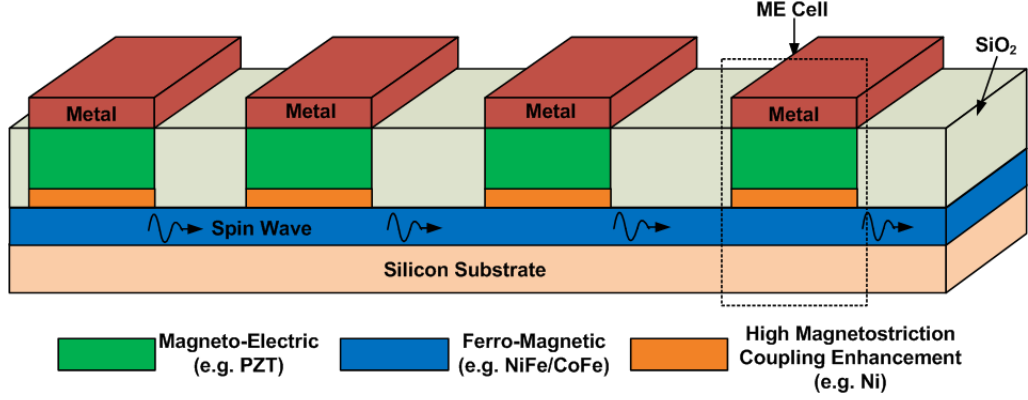 ME Cell
SiO₂
Metal
Metal
Metal
Metal
Spin Wave
Silicon Substrate
Magneto-Electric
(e.g. PZT)
Ferro-Magnetic
(e.g. NiFe/CoFe)
High Magnetostriction
Coupling Enhancement
(e.g. Ni)